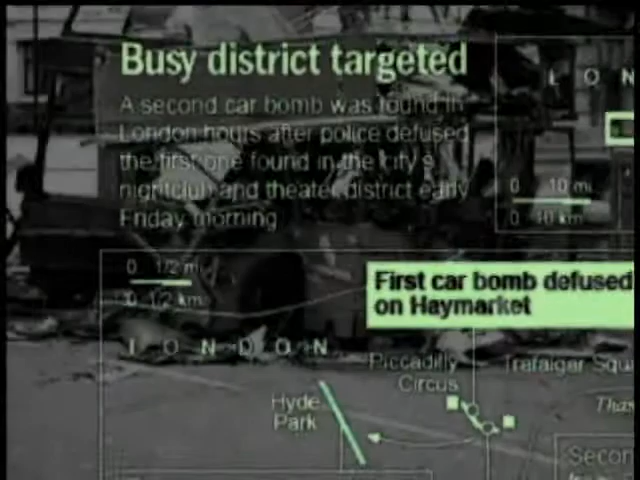 Busy district targeted
A second car bomb was found in
London hours after police defused
the first one found in the city's
nightclub and theater district early
Friday morning
L O N
0 10 mi
0 10 km
0 1/2 mi
0 1/2 km
First car bomb defused
on Haymarket
L O N D O N
Piccadilly
Circus
Trafalgar Squ
Hyde
Park
Thas
Secon